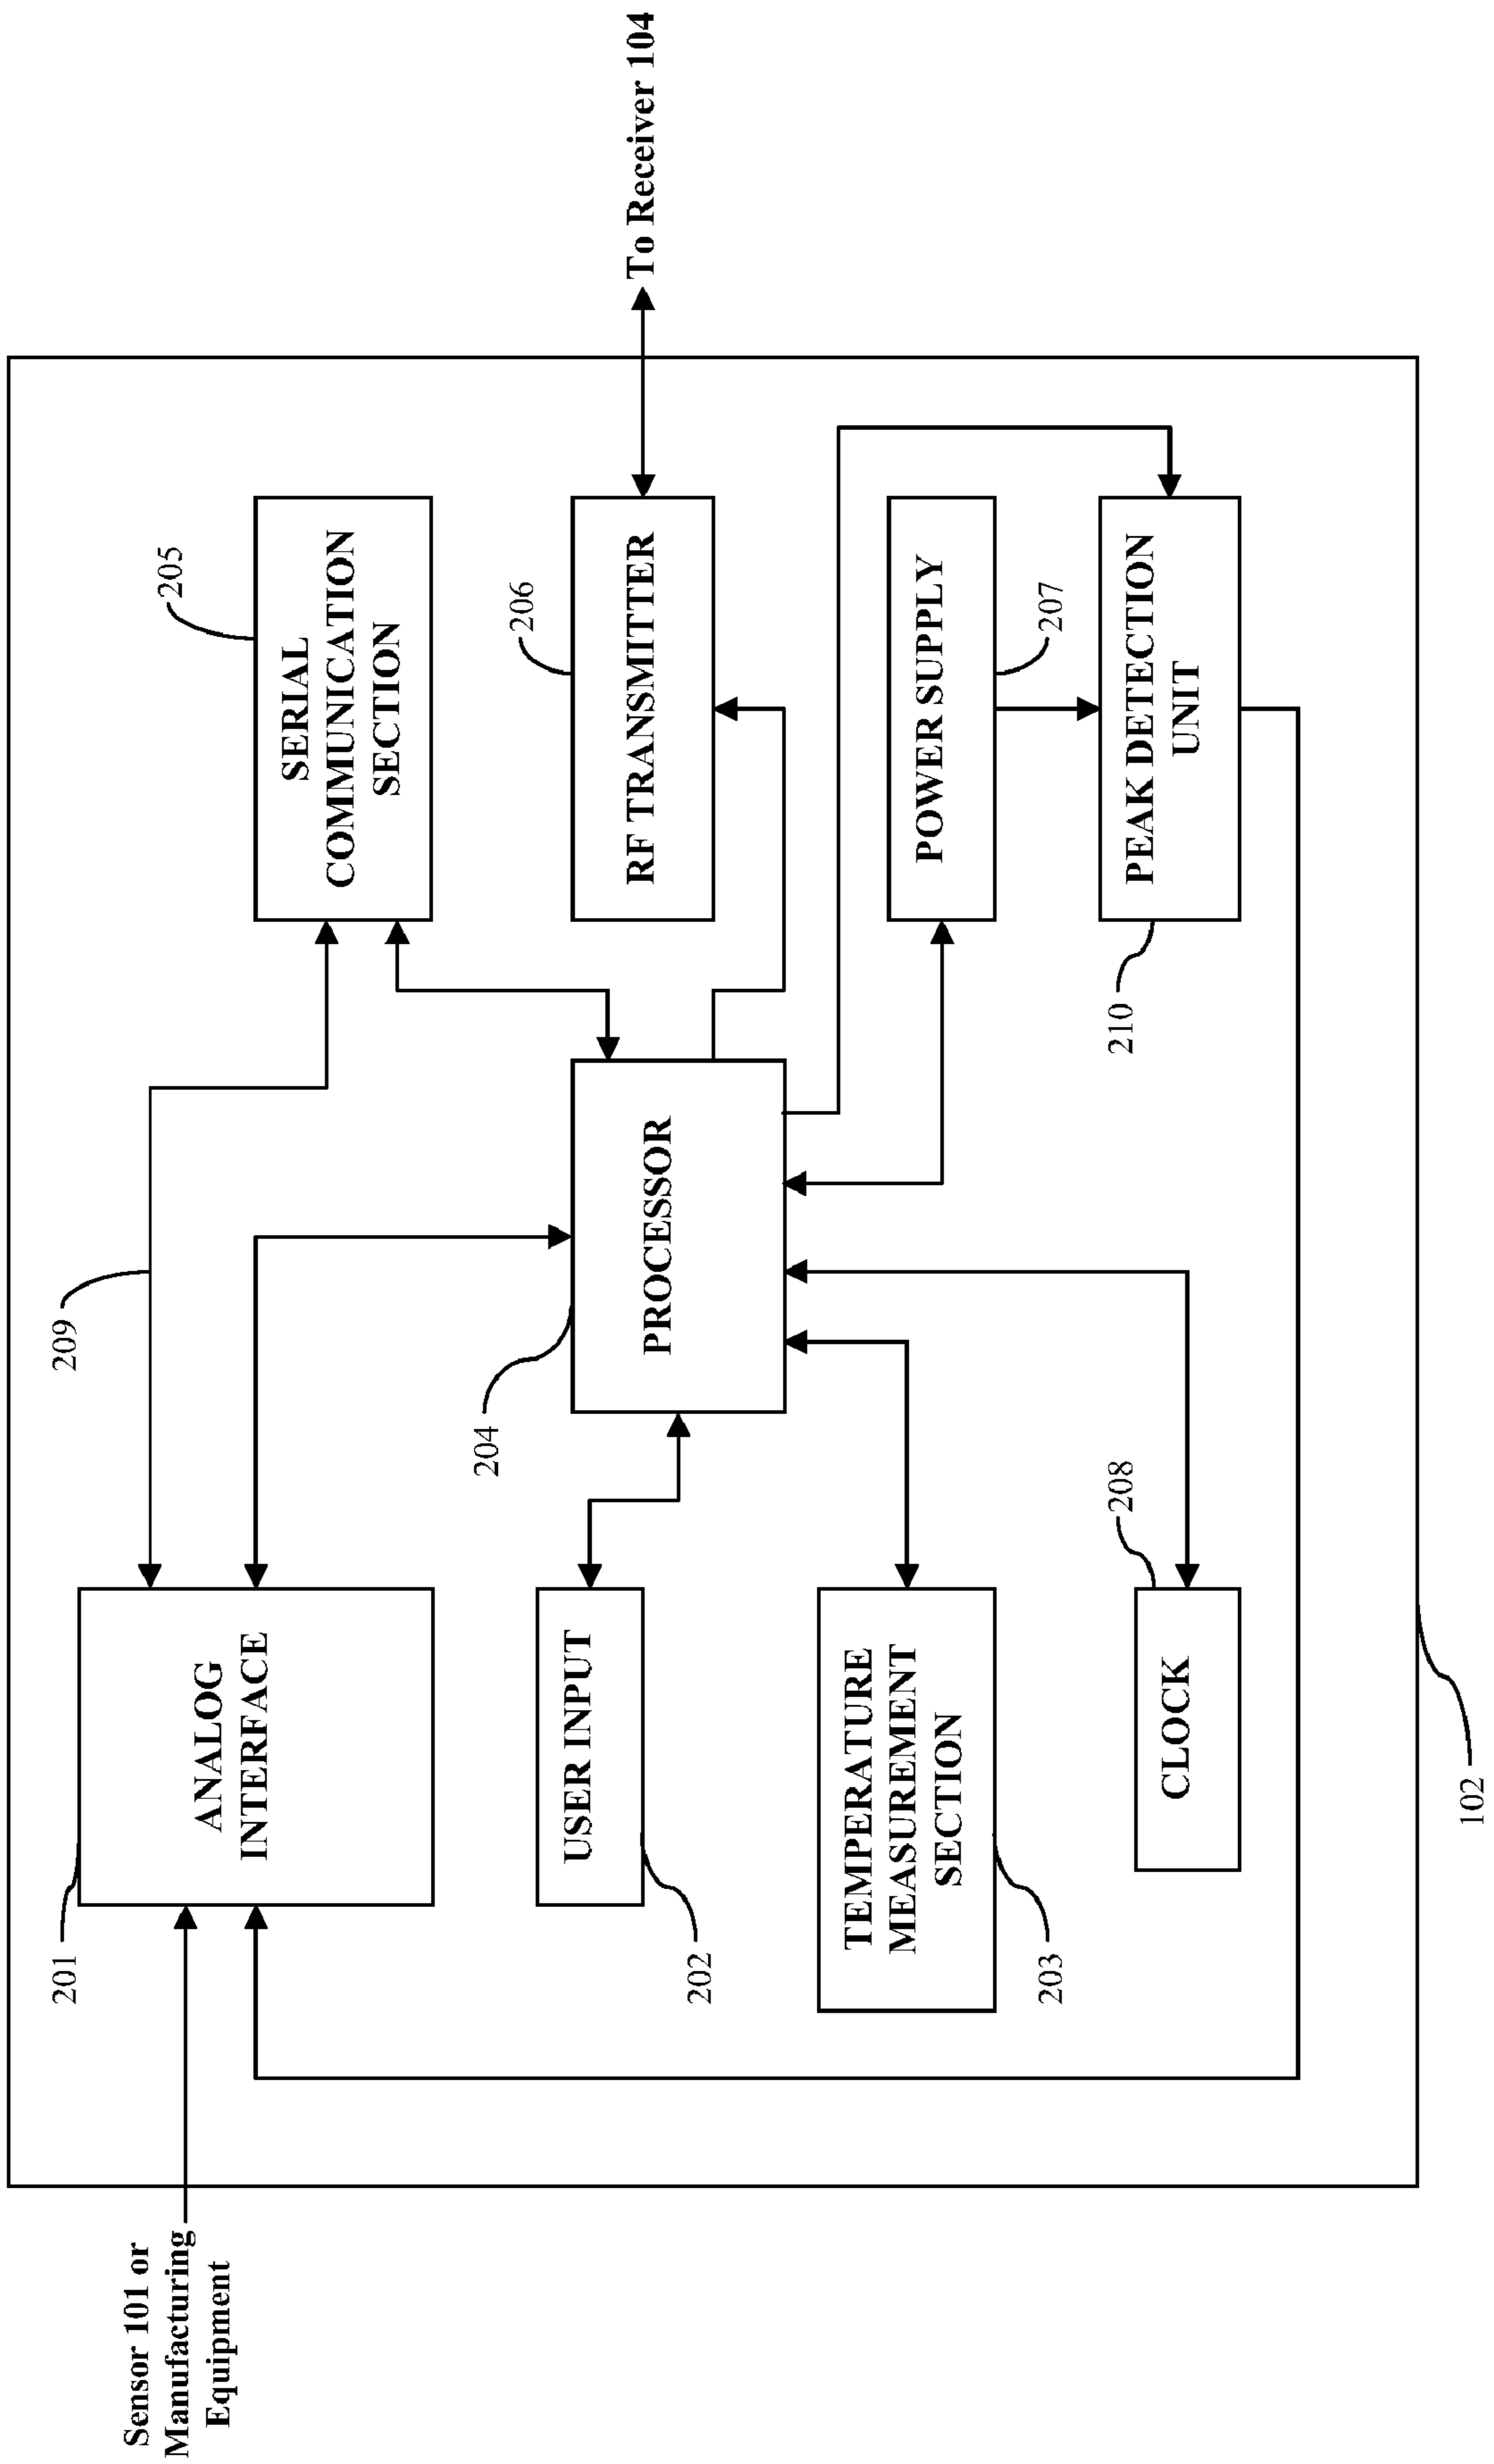 Sensor 101 or
Manufacturing
Equipment
201
ANALOG
INTERFACE
209
205
SERIAL
COMMUNICATION
SECTION
202
USER INPUT
204
PROCESSOR
206
RF TRANSMITTER
To Receiver 104
203
TEMPERATURE
MEASUREMENT
SECTION
POWER SUPPLY
207
208
CLOCK
210
PEAK DETECTION
UNIT
102